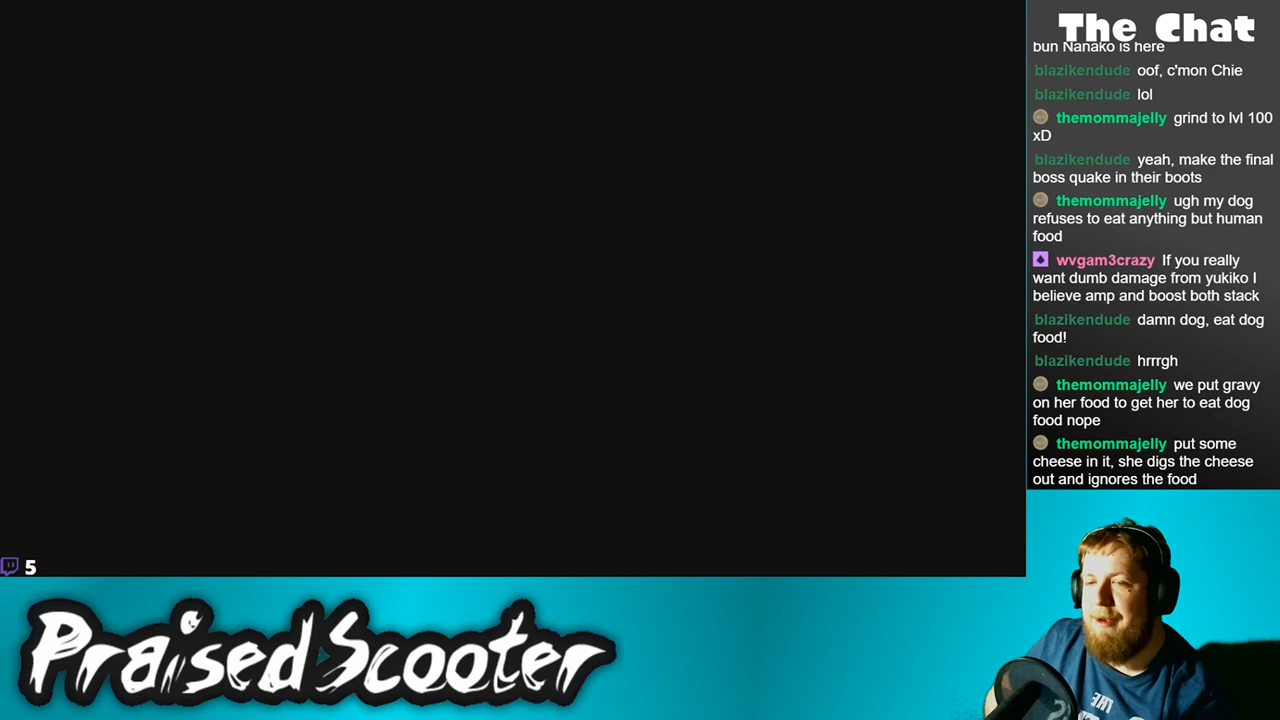 The Chat
bun Nanako is here
blazikendude oof, c'mon Chie
blazikendude lol
themommajelly grind to lvl 100
xD
blazikendude yeah, make the final
boss quake in their boots
themommajelly ugh my dog
refuses to eat anything but human
food
wvgam3crazy If you really
want dumb damage from yukiko I
believe amp and boost both stack
blazikendude damn dog, eat dog
food!
blazikendude hrrrgh
themommajelly we put gravy
on her food to get her to eat dog
food nope
themommajelly put some
cheese in it, she digs the cheese
out and ignores the food
5
PraisedScooter
THE